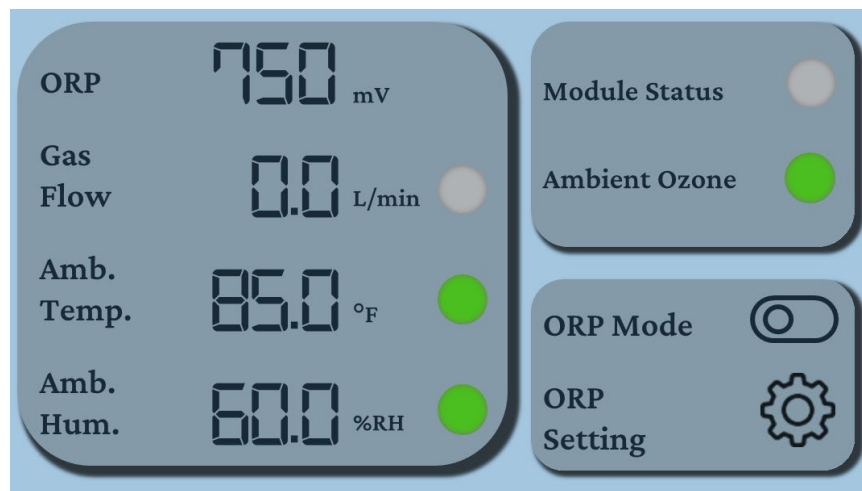 ORP 750 mV
Gas
Flow 0.0 L/min
Amb.
Temp. 85.0 °F
Amb.
Hum. 60.0 %RH
Module Status
Ambient Ozone
ORP Mode
ORP
Setting